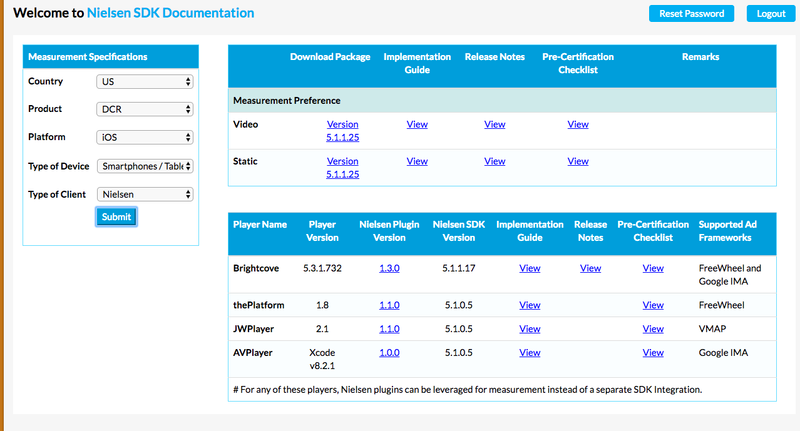 Welcome to Nielsen SDK Documentation
Reset Password
Logout
Measurement Specifications
Country
US
Product
DCR
Platform
iOS
Type of Device
Smartphones / Table
Type of Client
Nielsen
Submit
Download Package Implementation Guide Release Notes Pre-Certification Checklist Remarks
Measurement Preference
Video Version 5.1.1.25 View View View
Static Version 5.1.1.25 View View View
Player Name Player Version Nielsen Plugin Version Nielsen SDK Version Implementation Guide Release Notes Pre-Certification Checklist Supported Ad Frameworks
Brightcove 5.3.1.732 1.3.0 5.1.1.17 View View View FreeWheel and Google IMA
thePlatform 1.8 1.1.0 5.1.0.5 View View FreeWheel
JWPlayer 2.1 1.1.0 5.1.0.5 View View VMAP
AVPlayer Xcode v8.2.1 1.0.0 5.1.0.5 View View Google IMA
# For any of these players, Nielsen plugins can be leveraged for measurement instead of a separate SDK Integration.